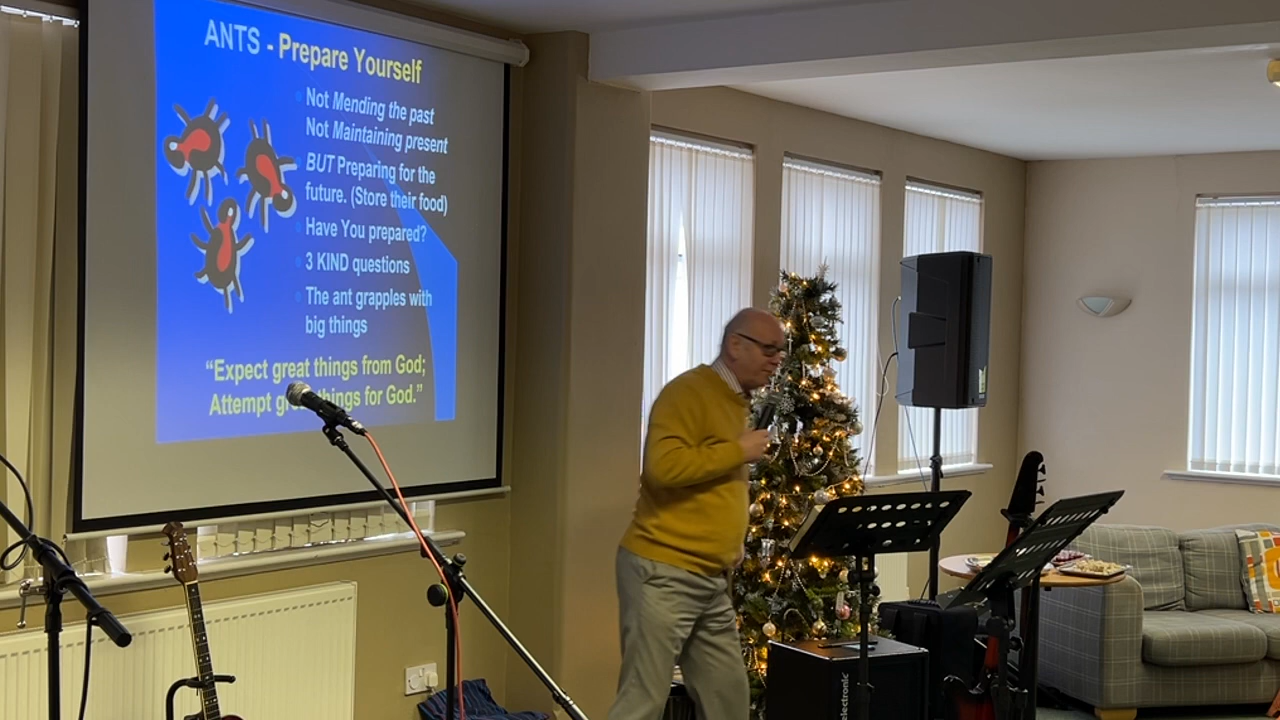 ANTS - Prepare Yourself
Not Mending the past
Not Maintaining present
BUT Preparing for the
future. (Store their food)
Have You prepared?
3 KIND questions
The ant grapples with
big things
“Expect great things from God;
Attempt great things for God.”
electronic